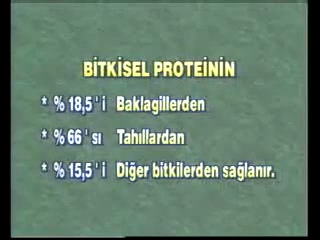 BİTKİSEL PROTEİNİN
* % 18,5 ' i Baklagillerden
* % 66 ' sı Tahıllardan
* % 15,5 ' i Diğer bitkilerden sağlanır.